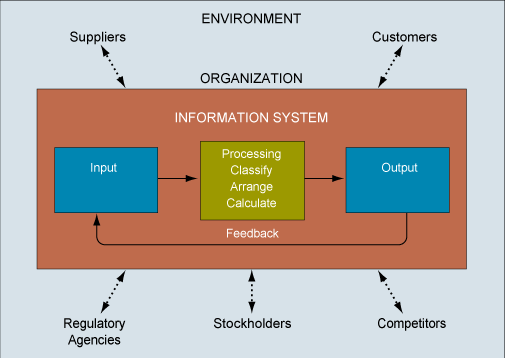 ENVIRONMENT
Suppliers
Customers
ORGANIZATION
INFORMATION SYSTEM
Input
Processing
Classify
Arrange
Calculate
Output
Feedback
Regulatory
Agencies
Stockholders
Competitors